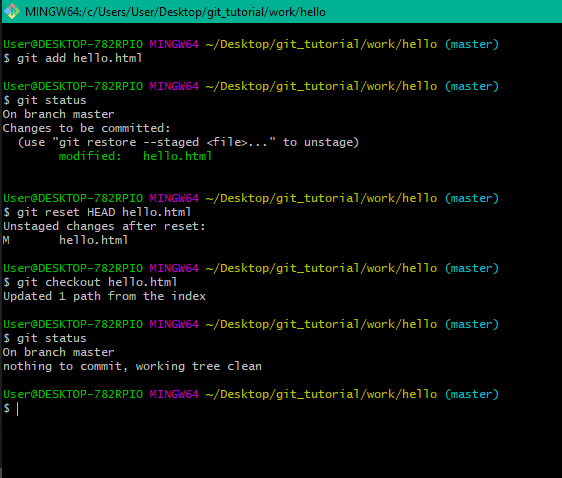 MINGW64:/c/Users/User/Desktop/git_tutorial/work/hello
User@DESKTOP-782RPIO MINGW64 ~/Desktop/git_tutorial/work/hello (master)
$ git add hello.html
User@DESKTOP-782RPIO MINGW64 ~/Desktop/git_tutorial/work/hello (master)
$ git status
On branch master
Changes to be committed:
  (use "git restore --staged <file>..." to unstage)
        modified:   hello.html
User@DESKTOP-782RPIO MINGW64 ~/Desktop/git_tutorial/work/hello (master)
$ git reset HEAD hello.html
Unstaged changes after reset:
M       hello.html
User@DESKTOP-782RPIO MINGW64 ~/Desktop/git_tutorial/work/hello (master)
$ git checkout hello.html
Updated 1 path from the index
User@DESKTOP-782RPIO MINGW64 ~/Desktop/git_tutorial/work/hello (master)
$ git status
On branch master
nothing to commit, working tree clean
User@DESKTOP-782RPIO MINGW64 ~/Desktop/git_tutorial/work/hello (master)
$